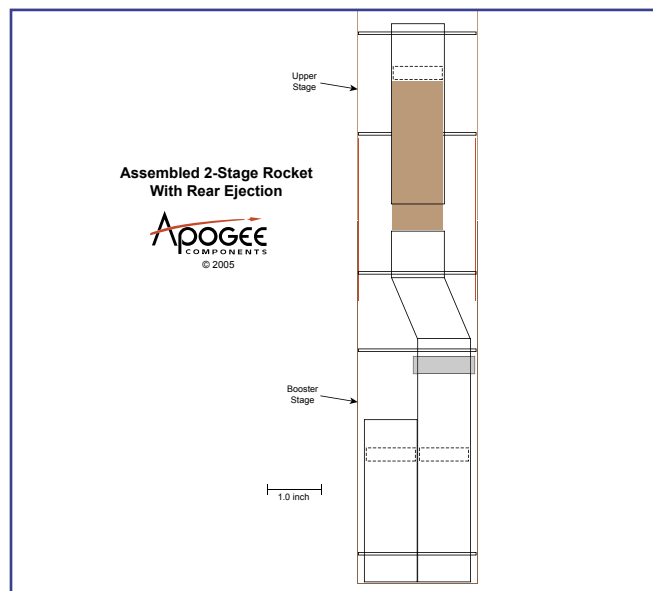 Upper
Stage
Assembled 2-Stage Rocket
With Rear Ejection
Apogee
COMPONENTS
© 2005
Booster
Stage
1.0 inch